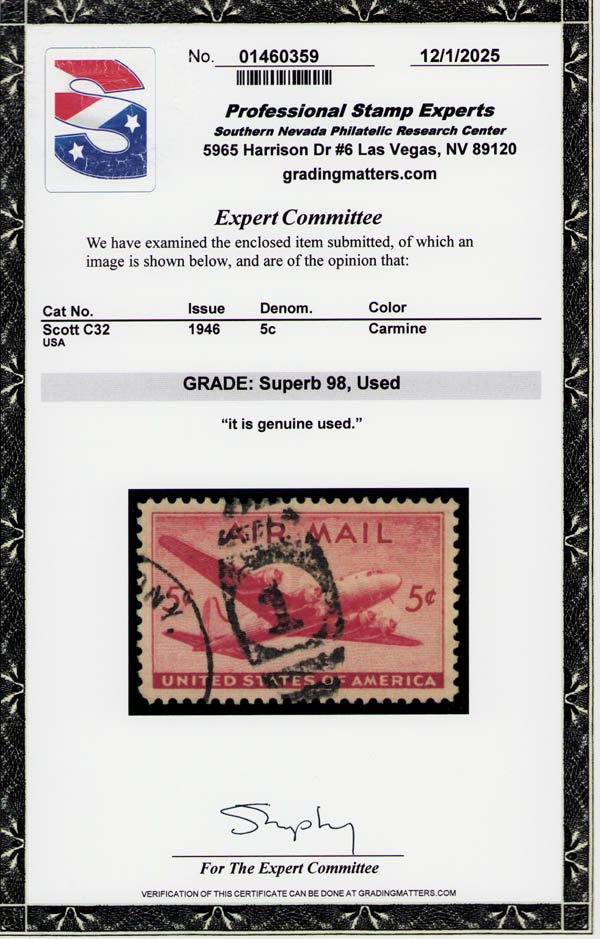 No. 01460359 12/1/2025
Professional Stamp Experts
Southern Nevada Philatelic Research Center
5965 Harrison Dr #6 Las Vegas, NV 89120
gradingmatters.com
Expert Committee
We have examined the enclosed item submitted, of which an
image is shown below, and are of the opinion that:
Cat No. Issue Denom. Color
Scott C32 1946 5c Carmine
USA
GRADE: Superb 98, Used
“it is genuine used.”
AIR MAIL
5¢ 5¢
KNO
1
UNITED STATES OF AMERICA
For The Expert Committee
VERIFICATION OF THIS CERTIFICATE CAN BE DONE AT GRADINGMATTERS.COM